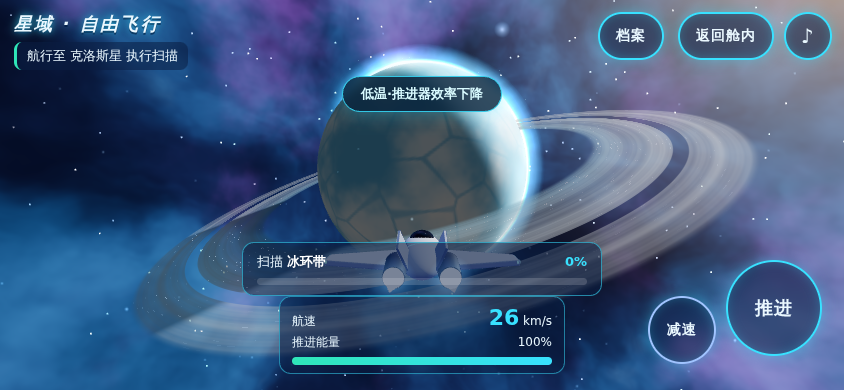 星域 · 自由飞行
航行至 克洛斯星 执行扫描
档案
返回舱内
♪
低温·推进器效率下降
扫描 冰环带 0%
航速 26 km/s
推进能量 100%
减速
推进